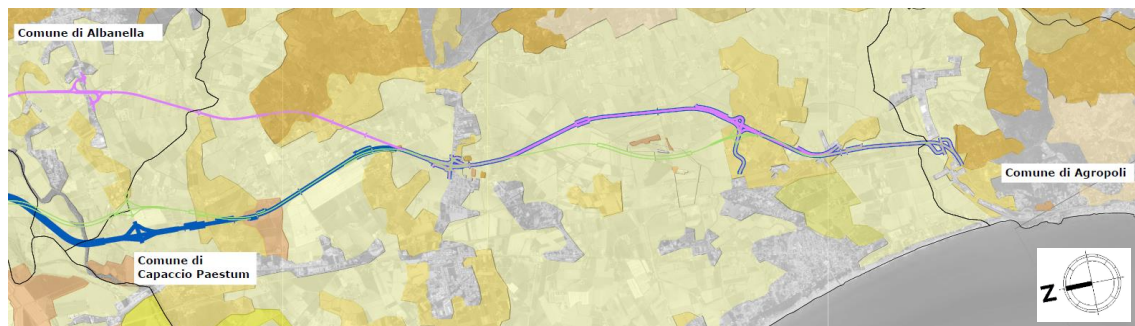 Comune di Albanella
Comune di Agropoli
Comune di
Capaccio Paestum
N